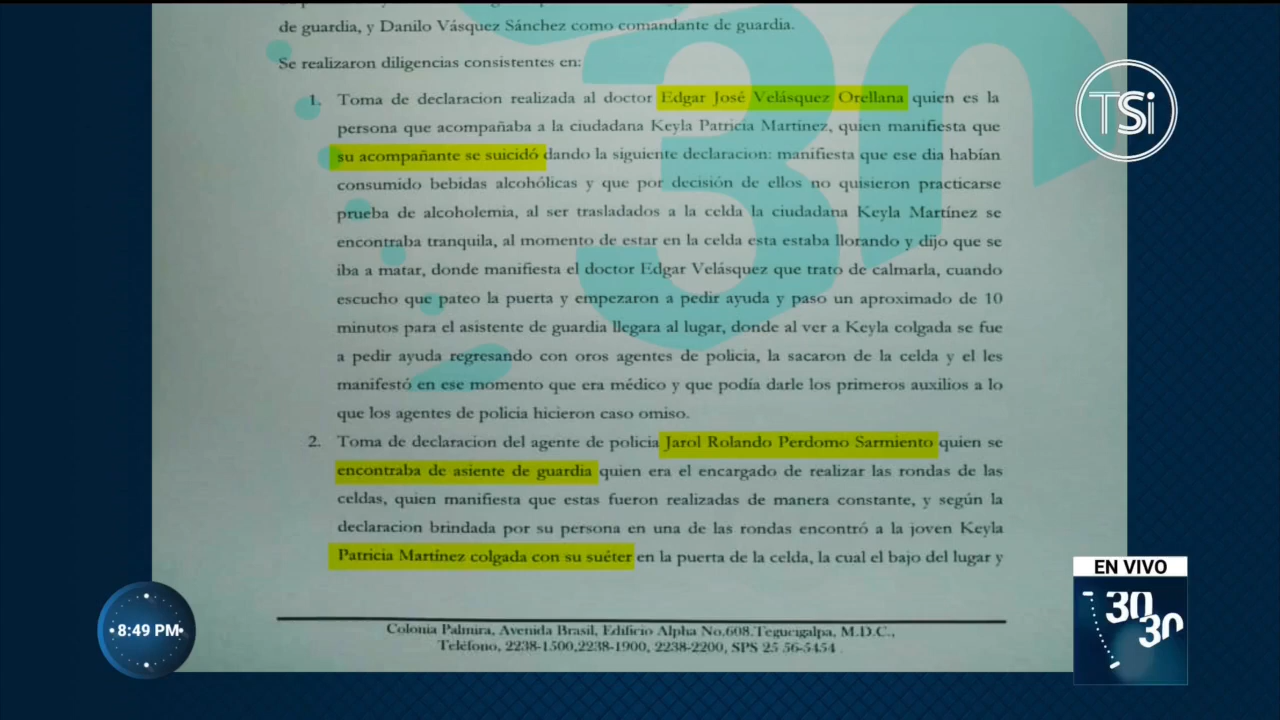 de guardia, y Danilo Vásquez Sánchez como comandante de guardia.
Se realizaron diligencias consistentes en:
1. Toma de declaracion realizada al doctor Edgar José Velásquez Orellana quien es la
persona que acompañaba a la ciudadana Keyla Patricia Martínez, quien manifiesta que
su acompañante se suicidó dando la siguiente declaracion: manifiesta que ese dia habían
consumido bebidas alcohólicas y que por decisión de ellos no quisieron practicarse
prueba de alcoholemia, al ser trasladados a la celda la ciudadana Keyla Martínez se
encontraba tranquila, al momento de estar en la celda esta estaba llorando y dijo que se
iba a matar, donde manifiesta el doctor Edgar Velásquez que trato de calmarla, cuando
escucho que pateo la puerta y empezaron a pedir ayuda y paso un aproximado de 10
minutos para el asistente de guardia llegara al lugar, donde al ver a Keyla colgada se fue
a pedir ayuda regresando con oros agentes de policia, la sacaron de la celda y el les
manifestó en ese momento que era médico y que podía darle los primeros auxilios a lo
que los agentes de policia hicieron caso omiso.
2. Toma de declaracion del agente de policia Jarol Rolando Perdomo Sarmiento quien se
encontraba de asiente de guardia quien era el encargado de realizar las rondas de las
celdas, quien manifiesta que estas fueron realizadas de manera constante, y según la
declaracion brindada por su persona en una de las rondas encontró a la joven Keyla
Patricia Martínez colgada con su suéter en la puerta de la celda, la cual el bajo del lugar y
Colonia Palmira, Avenida Brasil, Edificio Alpha No,608.Tegucigalpa, M.D.C.,
Teléfono, 2238-1500,2238-1900, 2238-2200, SPS 25 56-5454
TSi
8:49 PM
EN VIVO
30
30